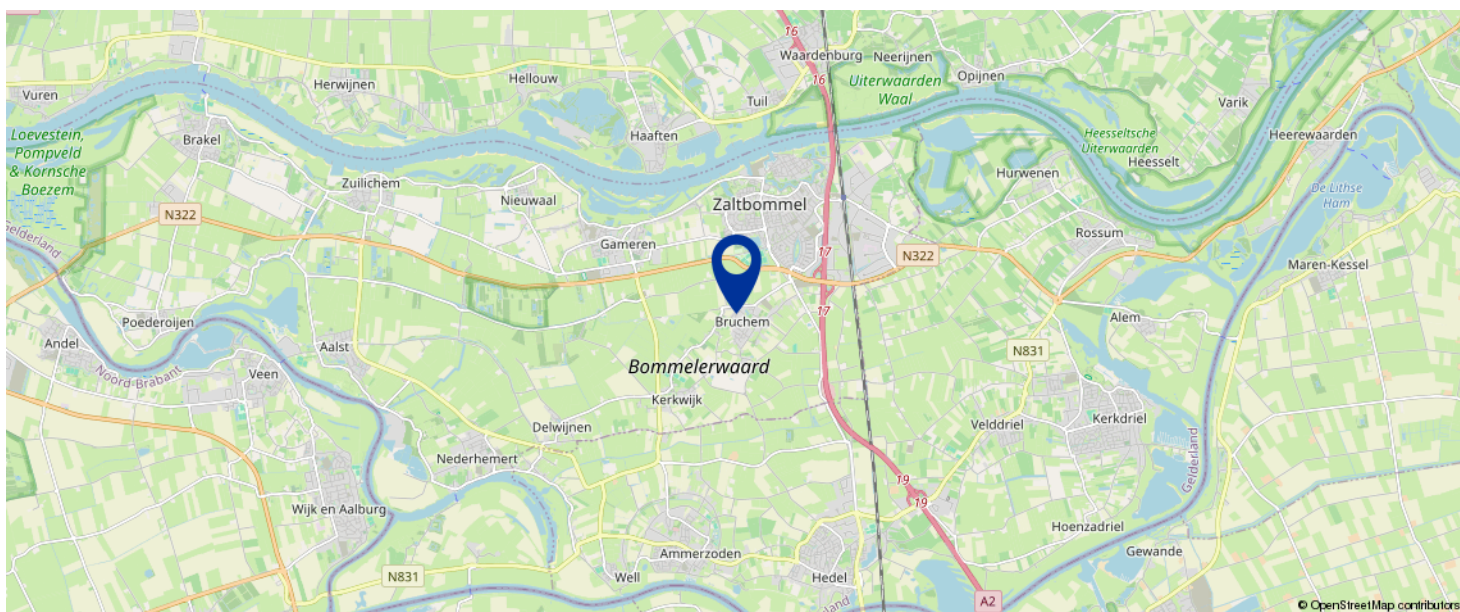 16
Waardenburg
Neerijnen
Opijnen
Hellouw
Herwijnen
16
Uiterwaarden
Waal
Vuren
Tuil
Varik
Loevestein,
Pompveld
& Kornsche
Boezem
Brakel
Haaften
Heesseltsche
Uiterwaarden
Heerewaarden
Heesselt
Zuilichem
Hurwenen
De Lithse
Ham
Nieuwaal
Zaltbommel
N322
Gameren
Rossum
Gelderland
17
N322
Maren-Kessel
17
Poederoijen
Bruchem
Alem
Andel
Aalst
N831
Noord-Brabant
Veen
Bommelerwaard
Kerkwijk
Kerkdriel
Delwijnen
Velddriel
Nederhemert
Gelderland
19
19
Wijk en Aalburg
Hoenzadriel
Ammerzoden
Gewande
N831
Well
Hedel
A2
© OpenStreetMap contributors